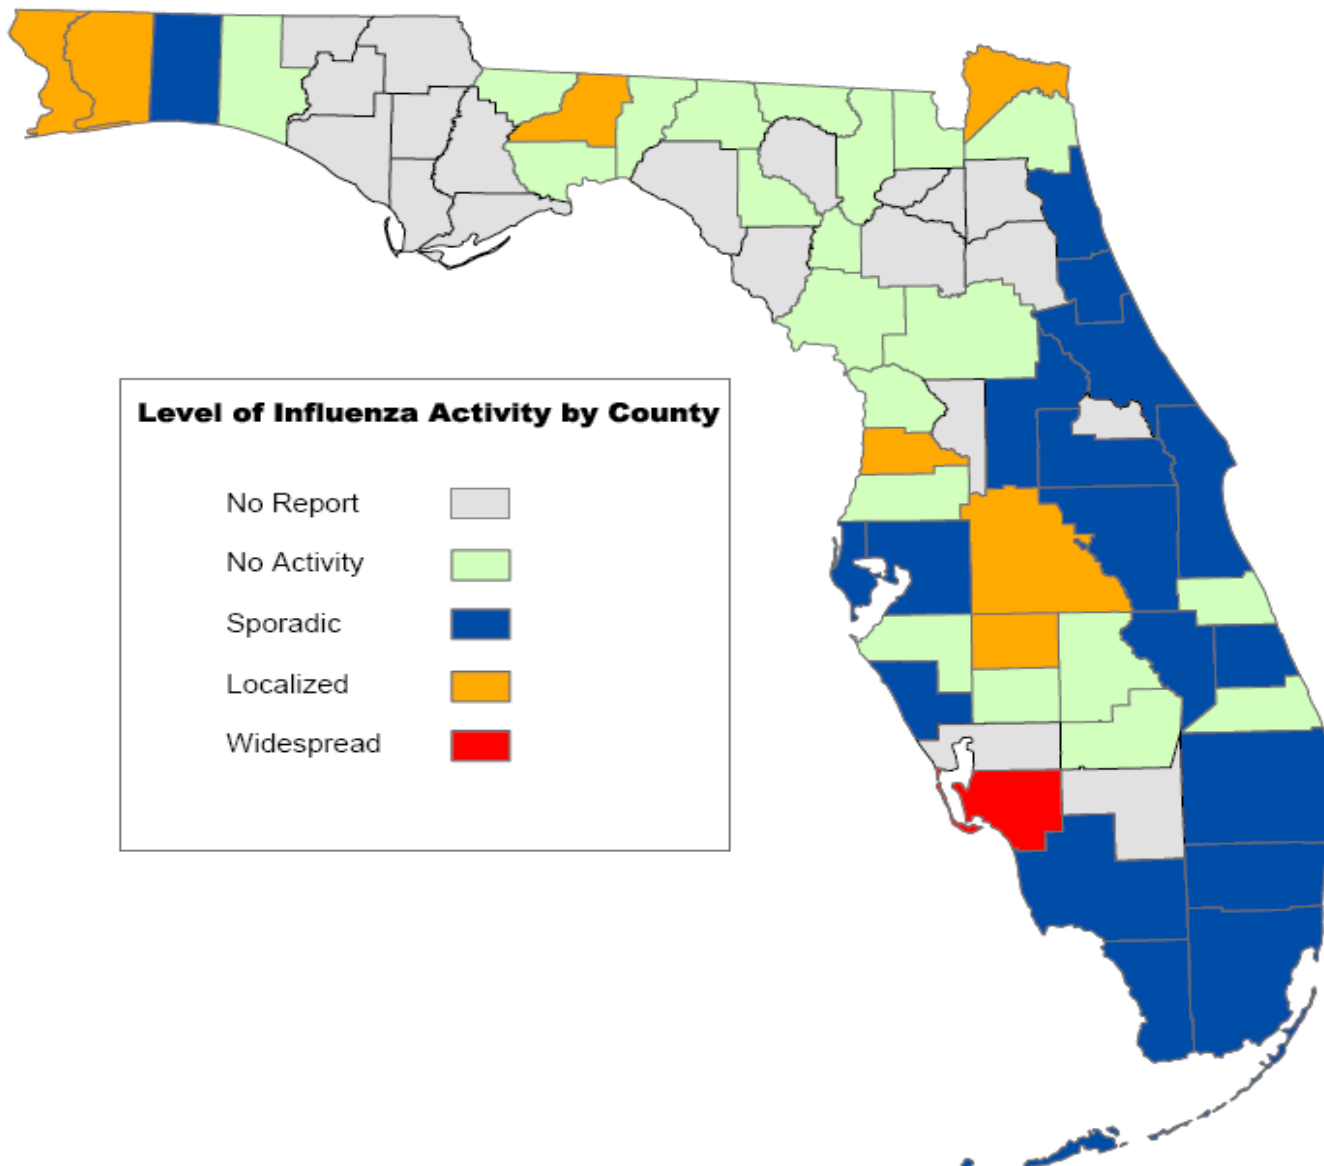 Level of Influenza Activity by County
No Report
No Activity
Sporadic
Localized
Widespread